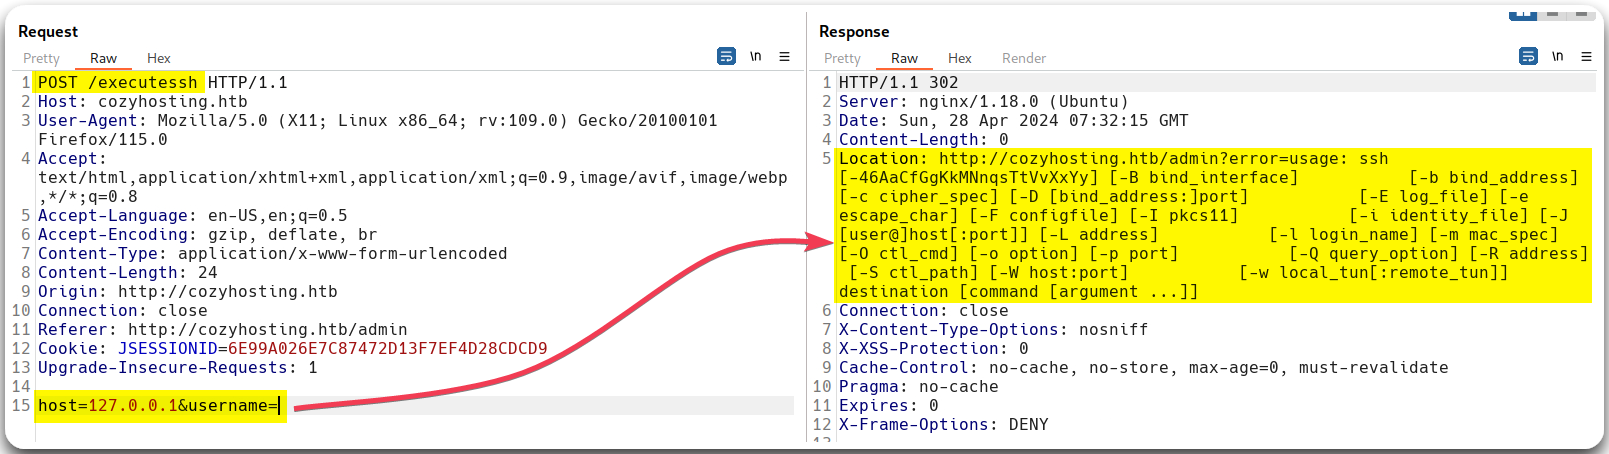 Request
Pretty Raw Hex \n
1 POST /executessh HTTP/1.1
2 Host: cozyhosting.htb
3 User-Agent: Mozilla/5.0 (X11; Linux x86_64; rv:109.0) Gecko/20100101
Firefox/115.0
4 Accept:
text/html,application/xhtml+xml,application/xml;q=0.9,image/avif,image/webp
,*/*;q=0.8
5 Accept-Language: en-US,en;q=0.5
6 Accept-Encoding: gzip, deflate, br
7 Content-Type: application/x-www-form-urlencoded
8 Content-Length: 24
9 Origin: http://cozyhosting.htb
10 Connection: close
11 Referer: http://cozyhosting.htb/admin
12 Cookie: JSESSIONID=6E99A026E7C87472D13F7EF4D28CDCD9
13 Upgrade-Insecure-Requests: 1
14
15 host=127.0.0.1&username=
Response
Pretty Raw Hex Render \n
1 HTTP/1.1 302
2 Server: nginx/1.18.0 (Ubuntu)
3 Date: Sun, 28 Apr 2024 07:32:15 GMT
4 Content-Length: 0
5 Location: http://cozyhosting.htb/admin?error=usage: ssh
[-46AaCfGgKkMNnqsTtVvXxYy] [-B bind_interface] [-b bind_address]
[-c cipher_spec] [-D [bind_address:]port] [-E log_file] [-e
escape_char] [-F configfile] [-I pkcs11] [-i identity_file] [-J
[user@]host[:port]] [-L address] [-l login_name] [-m mac_spec]
[-O ctl_cmd] [-o option] [-p port] [-Q query_option] [-R address]
[-S ctl_path] [-W host:port] [-w local_tun[:remote_tun]]
destination [command [argument ...]]
6 Connection: close
7 X-Content-Type-Options: nosniff
8 X-XSS-Protection: 0
9 Cache-Control: no-cache, no-store, max-age=0, must-revalidate
10 Pragma: no-cache
11 Expires: 0
12 X-Frame-Options: DENY